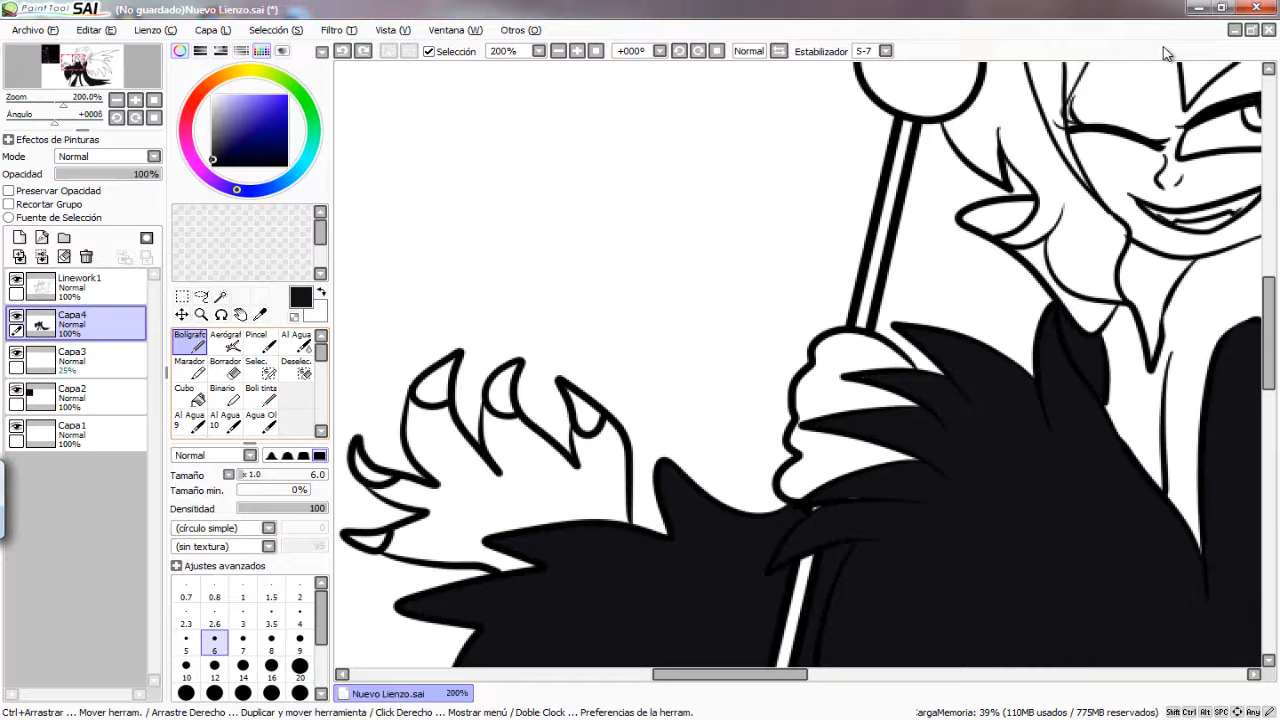 PaintTool SAI (No guardado)Nuevo Lienzo.sai (*)
Archivo (F) Editar (E) Lienzo (C) Capa (L) Selección (S) Filtro (T) Vista (V) Ventana (W) Otros (O)
Selección 200% +000° Normal Estabilizador S-7
Zoom 200.0%
Ángulo +000°
Efectos de Pinturas
Modo Normal
Opacidad 100%
Preservar Opacidad
Recortar Grupo
Fuente de Selección
Linework1
Normal
100%
Capa4
Normal
100%
Capa3
Normal
25%
Capa2
Normal
100%
Capa1
Normal
100%
Bolígrafo Aerógraf Pincel Al Agua
Marador Borrador Selec. Deselec.
Cubo Binario Boli tinta
Al Agua 9 Al Agua 10 Agua Ol
Normal
Tamaño x 1.0 6.0
Tamaño min. 0%
Densitidad 100
(círculo simple)
(sin textura) 95
Ajustes avanzados
0.7 0.8 1 1.5 2
2.3 2.6 3 3.5 4
5 6 7 8 9
10 12 14 16 20
Nuevo Lienzo.sai 200%
Ctrl+Arrastrar ... Mover herram. / Arrastre Derecho ... Duplicar y mover herramienta / Click Derecho ... Mostrar menú / Doble Clock ... Preferencias de la herram. CargaMemoria: 39% (110MB usados / 775MB reservados) Shift Ctrl Alt SPC Any